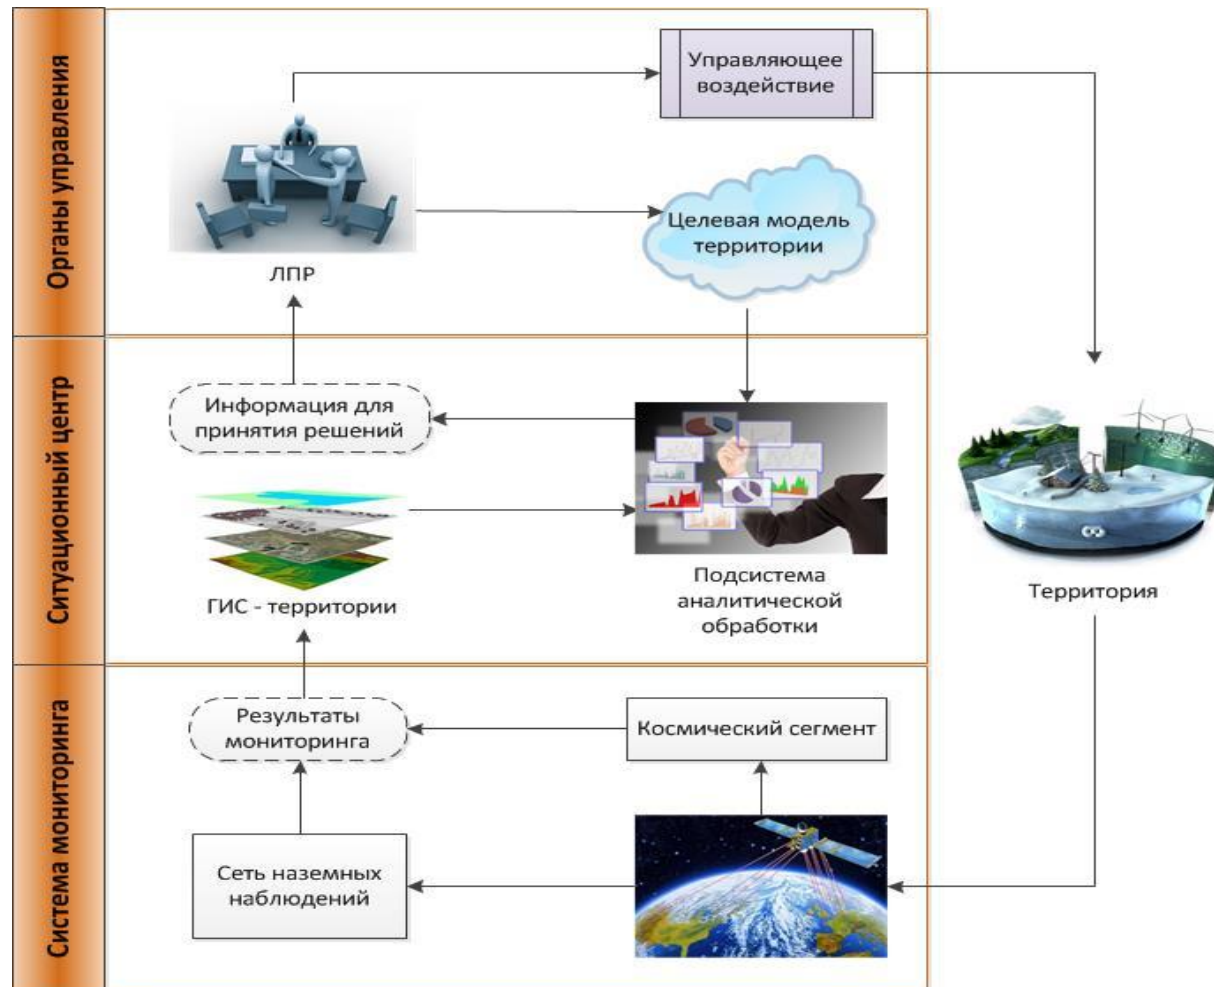 Органы управления
Управляющее
воздействие
Целевая модель
территории
ЛПР
Ситуационный центр
Информация для
принятия решений
ГИС - территории
Подсистема
аналитической
обработки
Территория
Система мониторинга
Результаты
мониторинга
Космический сегмент
Сеть наземных
наблюдений